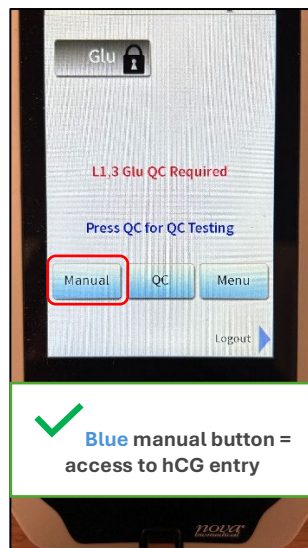 Glu
L1,3 Glu QC Required
Press QC for QC Testing
Manual QC Menu
Logout
Blue manual button =
access to hCG entry
nova
biomedical